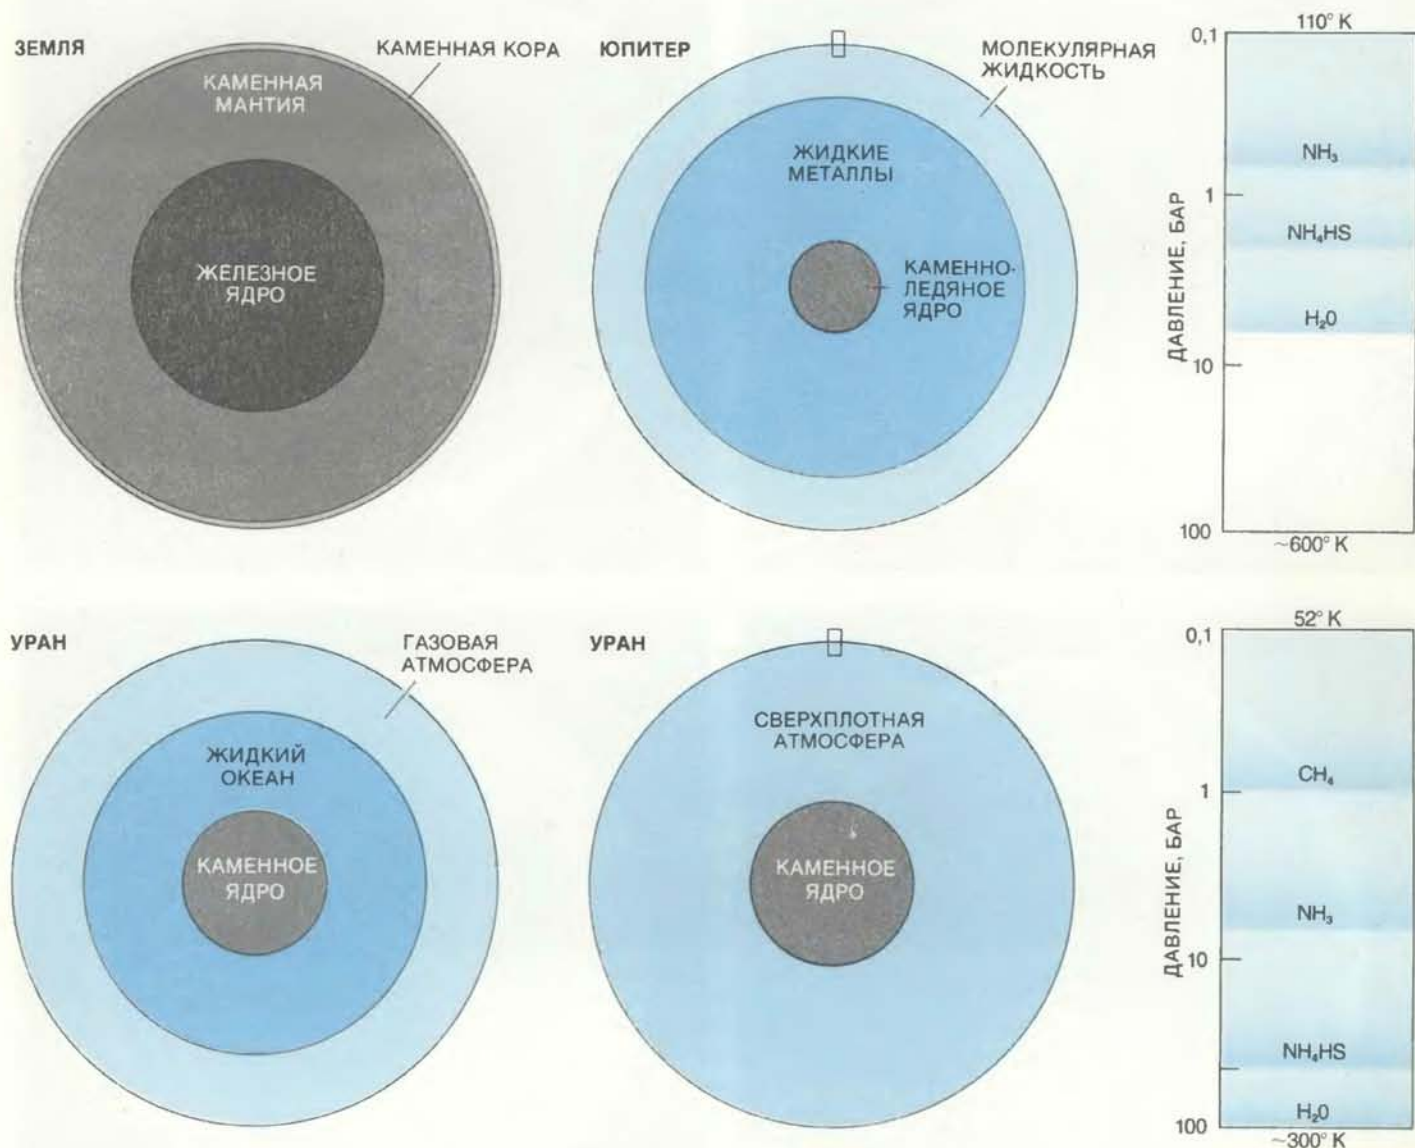 ЗЕМЛЯ
КАМЕННАЯ КОРА
КАМЕННАЯ
МАНТИЯ
ЖЕЛЕЗНОЕ
ЯДРО
ЮПИТЕР
МОЛЕКУЛЯРНАЯ
ЖИДКОСТЬ
ЖИДКИЕ
МЕТАЛЛЫ
КАМЕННО-
ЛЕДЯНОЕ
ЯДРО
110° K
0,1
NH₃
1
NH₄HS
H₂O
10
100
~600° K
ДАВЛЕНИЕ, БАР
УРАН
ГАЗОВАЯ
АТМОСФЕРА
ЖИДКИЙ
ОКЕАН
КАМЕННОЕ
ЯДРО
УРАН
СВЕРХПЛОТНАЯ
АТМОСФЕРА
КАМЕННОЕ
ЯДРО
52° K
0,1
CH₄
1
NH₃
10
NH₄HS
H₂O
100
~300° K
ДАВЛЕНИЕ, БАР